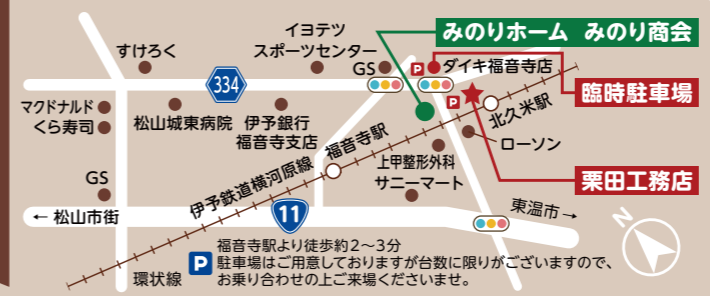 みのりホーム みのり商会
イヨテツ
スポーツセンター
すけろく
GS
P
ダイキ福音寺店
334
臨時駐車場
マクドナルド
くら寿司
松山城東病院
伊予銀行
福音寺支店
福音寺駅
P
北久米駅
ローソン
上甲整形外科
サニーマート
栗田工務店
GS
伊予鉄道横河原線
← 松山市街
11
東温市→
N
環状線
P
福音寺駅より徒歩約2〜3分
駐車場はご用意しておりますが台数に限りがございますので、
お乗り合わせの上ご来場くださいませ。